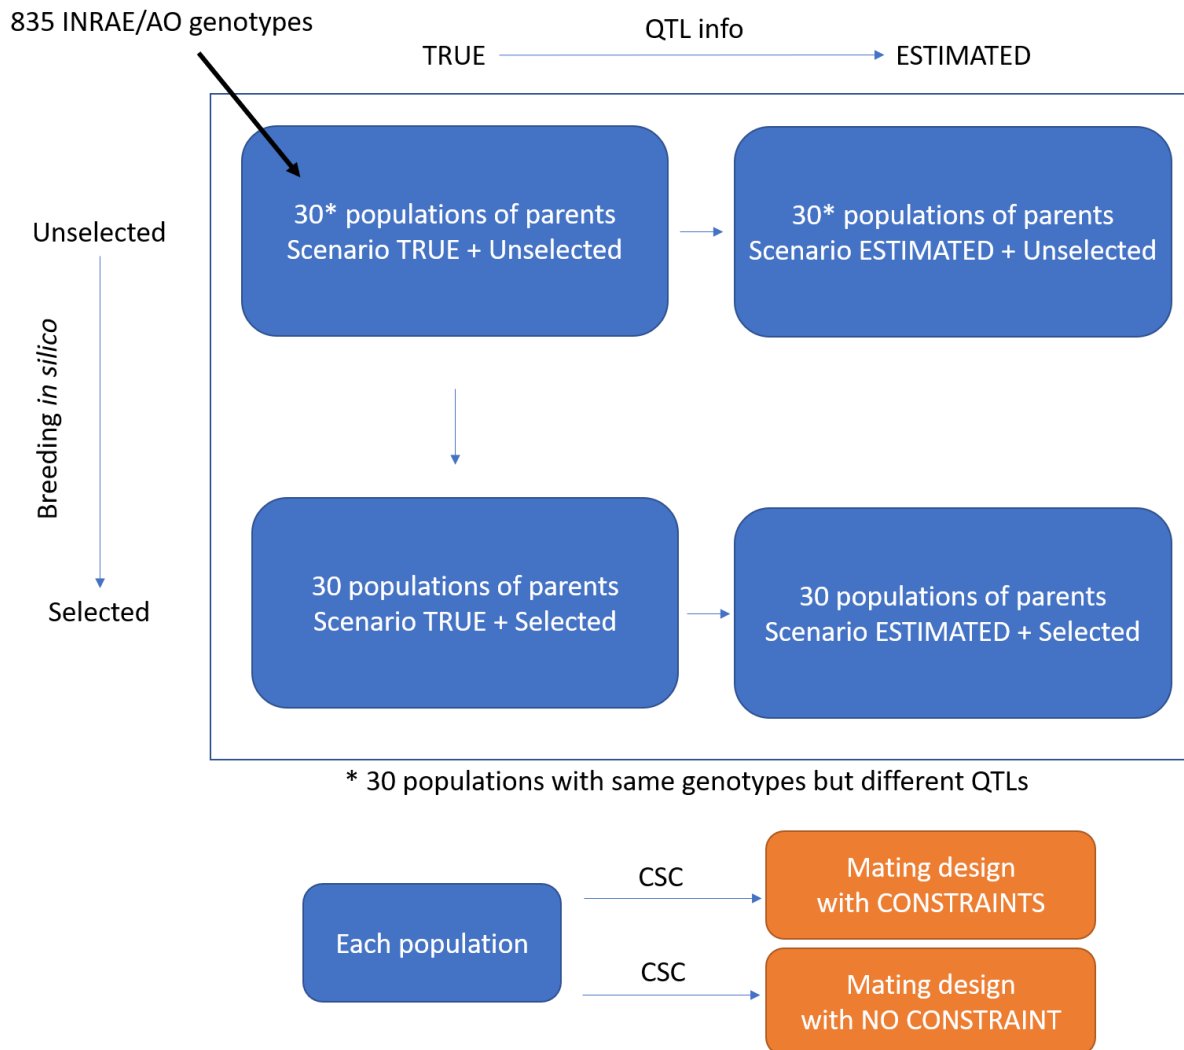 835 INRAE/AO genotypes
QTL info
TRUE
ESTIMATED
30* populations of parents
Scenario TRUE + Unselected
30* populations of parents
Scenario ESTIMATED + Unselected
Unselected
Breeding in silico
Selected
30 populations of parents
Scenario TRUE + Selected
30 populations of parents
Scenario ESTIMATED + Selected
* 30 populations with same genotypes but different QTLs
Each population
CSC
Mating design
with CONSTRAINTS
CSC
Mating design
with NO CONSTRAINT